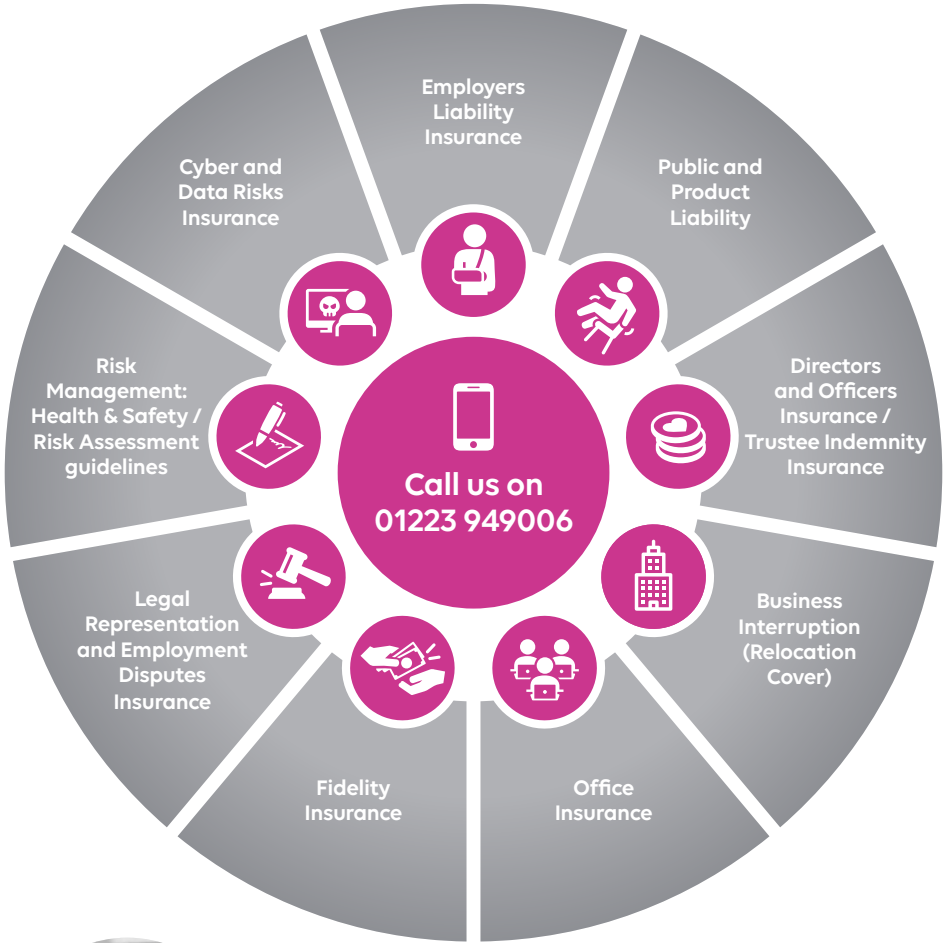 Employers
Liability
Insurance
Public and
Product
Liability
Directors
and Officers
Insurance /
Trustee Indemnity
Insurance
Business
Interruption
(Relocation
Cover)
Office
Insurance
Fidelity
Insurance
Legal
Representation
and Employment
Disputes
Insurance
Risk
Management:
Health & Safety /
Risk Assessment
guidelines
Cyber and
Data Risks
Insurance
Call us on
01223 949006